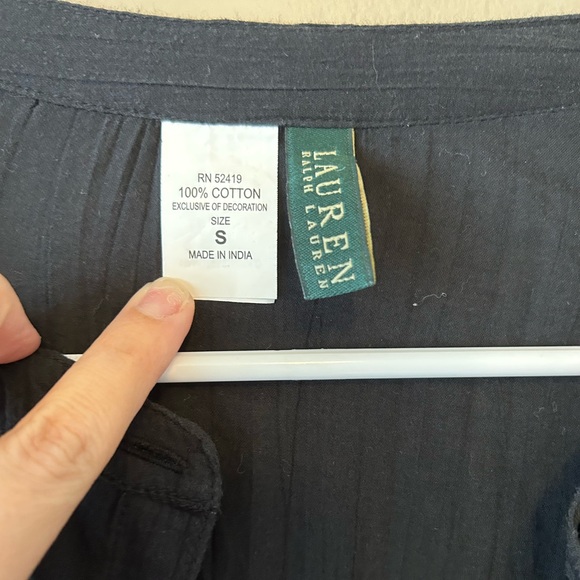 RN 52419
100% COTTON
EXCLUSIVE OF DECORATION
SIZE
S
MADE IN INDIA
LAUREN
RALPH LAUREN